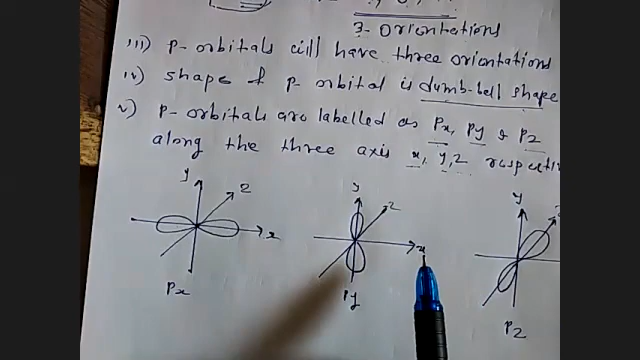 3- Orientations
iii) P-orbitals will have three orientations
iv) shape of p-orbital is dumb-bell shape
v) P-orbitals are labelled as Px, Py & Pz
along the three axis x, y, z
y z y z y
x x
Px Py Pz